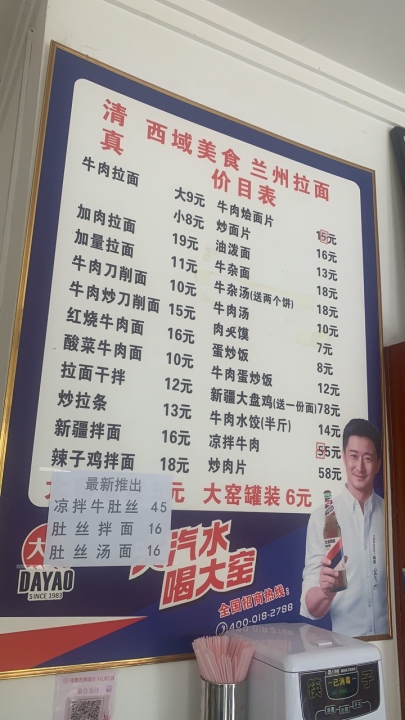 清真 西域美食 兰州拉面
价目表
牛肉拉面 大9元
小8元
加肉拉面 19元
加量拉面 11元
牛肉刀削面 10元
牛肉炒刀削面 15元
红烧牛肉面 16元
酸菜牛肉面 10元
拉面干拌 12元
炒拉条 13元
新疆拌面 16元
辣子鸡拌面 18元
牛肉烩面片 15元
炒面片 16元
油泼面 13元
牛杂面 18元
牛杂汤(送两个饼) 18元
牛肉汤 10元
肉夹馍 7元
蛋炒饭 8元
牛肉蛋炒饭 12元
新疆大盘鸡(送一份面)78元
牛肉水饺(半斤) 14元
凉拌牛肉 55元
炒肉片 58元
元 大窑罐装 6元
最新推出
凉拌牛肚丝 45
肚丝拌面 16
肚丝汤面 16
大
DAYAO
SINCE 1983
汽水
喝大窑
全国招商热线:
400-018-2788
筷子
已消毒